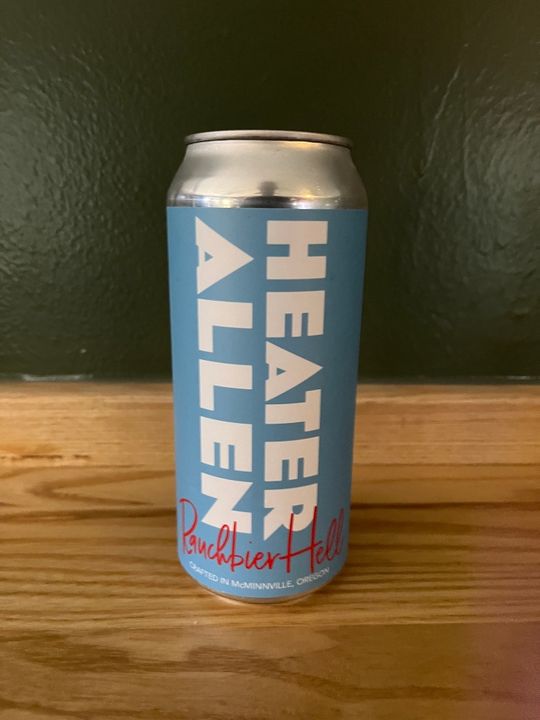 HEATER
ALLEN
Rauchbier Hell
CRAFTED IN McMINNVILLE, OREGON